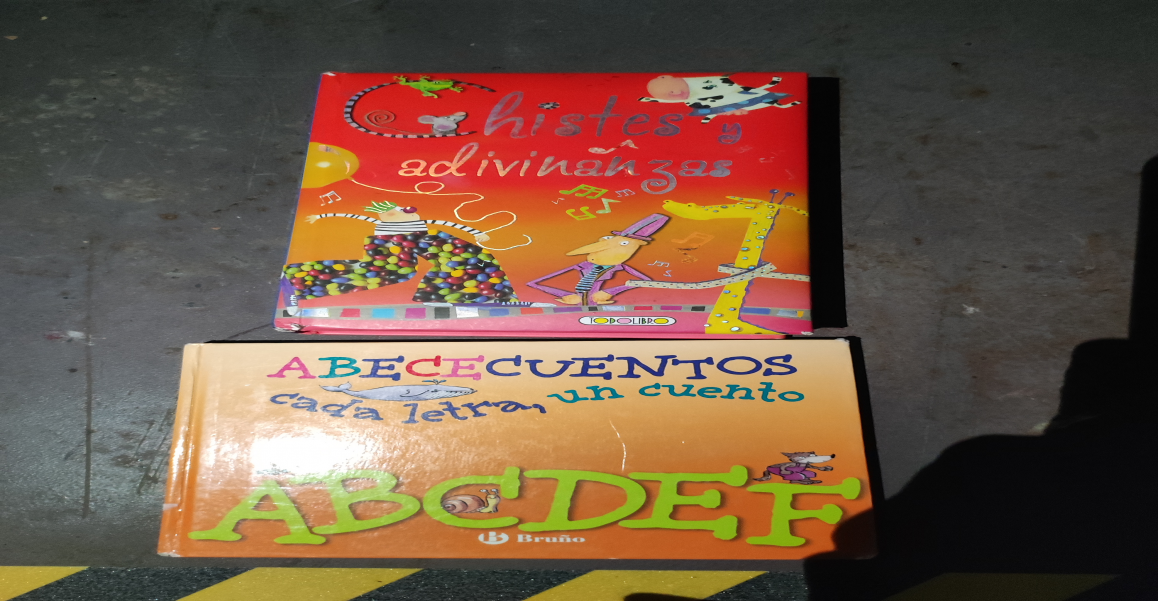 Chistes y
adivinanzas
TODOLIBRO
ABECECUENTOS
cada letra, un cuento
ABCDEF
Bruño